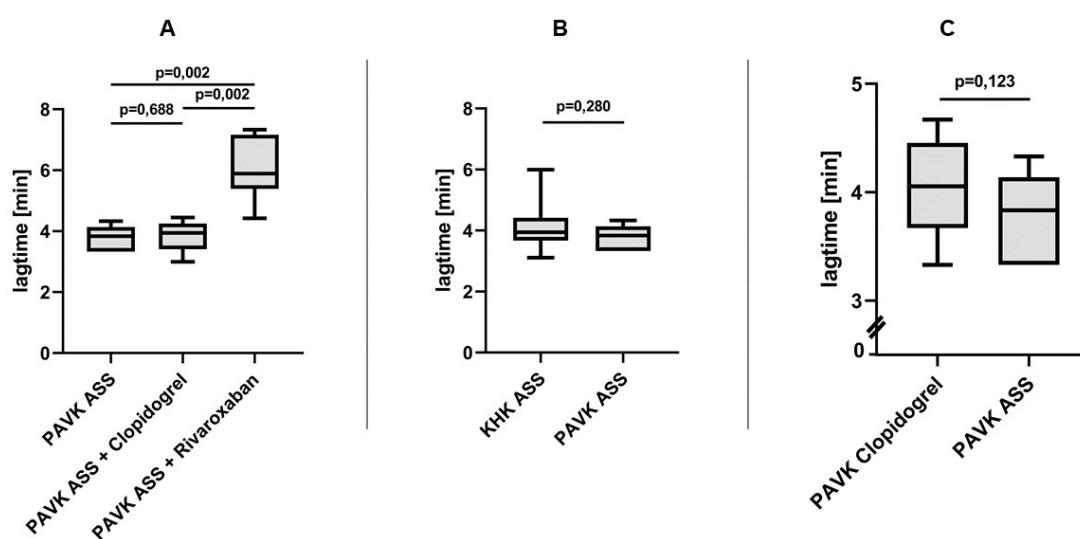 A
p=0,002
p=0,688
p=0,002
lagtime [min]
8
6
4
2
0
PAVK ASS
PAVK ASS + Clopidogrel
PAVK ASS + Rivaroxaban
B
p=0,280
lagtime [min]
8
6
4
2
0
KHK ASS
PAVK ASS
C
p=0,123
lagtime [min]
5
4
3
0
PAVK Clopidogrel
PAVK ASS